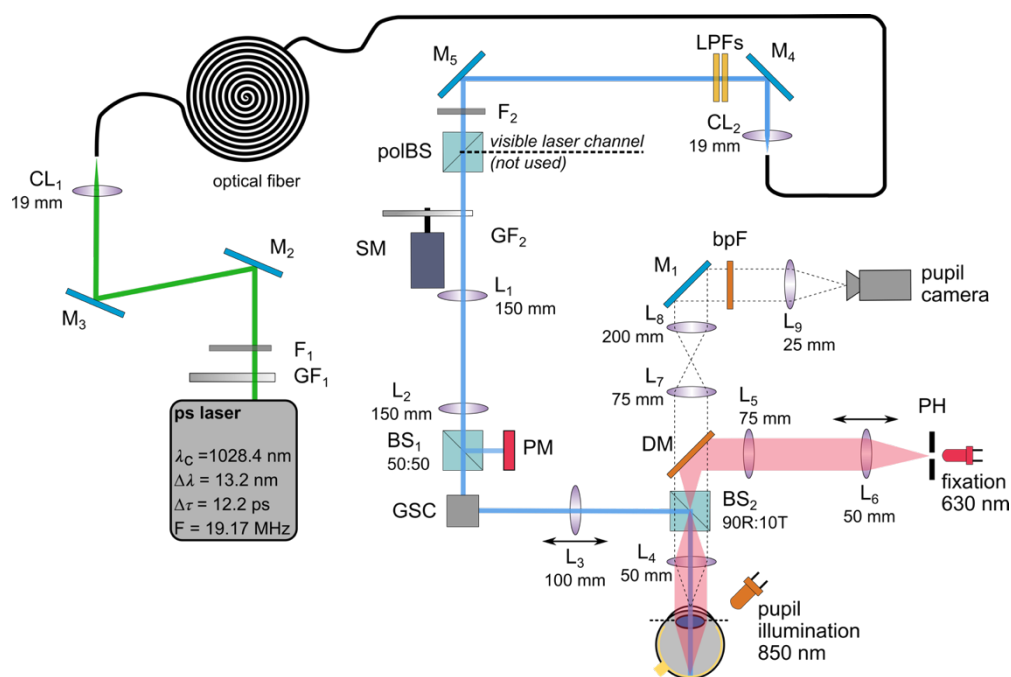 M₅
LPFs
M₄
F₂
CL₂
19 mm
polBS
visible laser channel
(not used)
optical fiber
CL₁
19 mm
M₂
M₃
SM
GF₂
L₁
150 mm
M₁
bpF
pupil
camera
L₈
200 mm
L₉
25 mm
F₁
GF₁
L₇
75 mm
ps laser
λC =1028.4 nm
Δλ = 13.2 nm
Δτ = 12.2 ps
F = 19.17 MHz
L₂
150 mm
BS₁
50:50
PM
DM
L₅
75 mm
PH
L₆
50 mm
fixation
630 nm
GSC
BS₂
90R:10T
L₃
100 mm
L₄
50 mm
pupil
illumination
850 nm